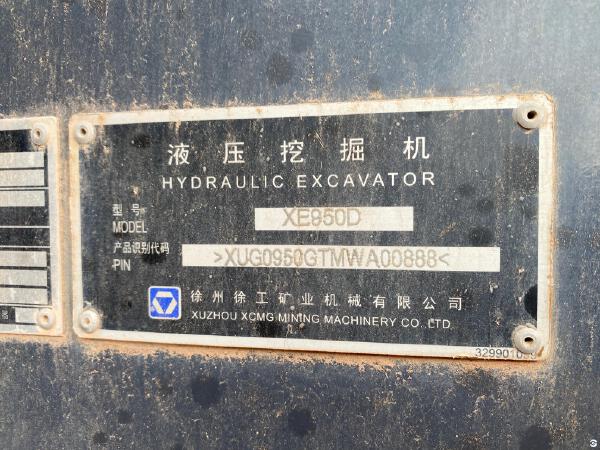 液压挖掘机
HYDRAULIC EXCAVATOR
型号
MODEL
XE950D
产品识别代码
PIN
>XUG0950GTMWA00888<
徐州徐工矿业机械有限公司
XUZHOU XCMG MINING MACHINERY CO., LTD.
器